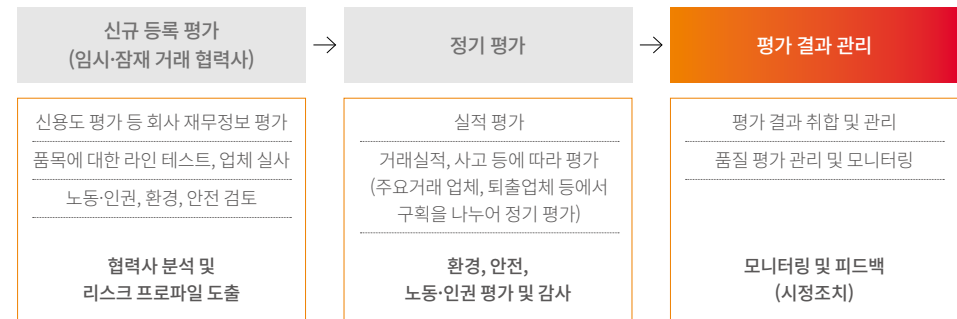 신규 등록 평가
(임시·잠재 거래 협력사)
정기 평가
평가 결과 관리
신용도 평가 등 회사 재무정보 평가
품목에 대한 라인 테스트, 업체 실사
노동·인권, 환경, 안전 검토
협력사 분석 및
리스크 프로파일 도출
실적 평가
거래실적, 사고 등에 따라 평가
(주요거래 업체, 퇴출업체 등에서
구획을 나누어 정기 평가)
환경, 안전,
노동·인권 평가 및 감사
평가 결과 취합 및 관리
품질 평가 관리 및 모니터링
모니터링 및 피드백
(시정조치)